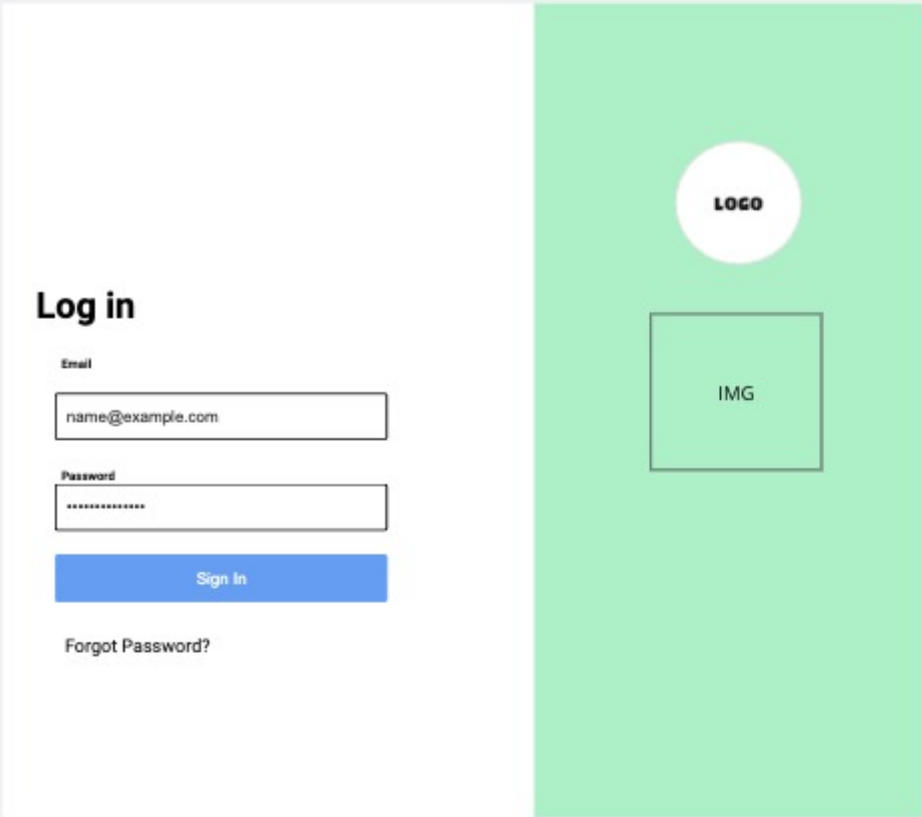 Log in
Email
name@example.com
Password
••••••••••••••
Sign In
Forgot Password?
LOGO
IMG